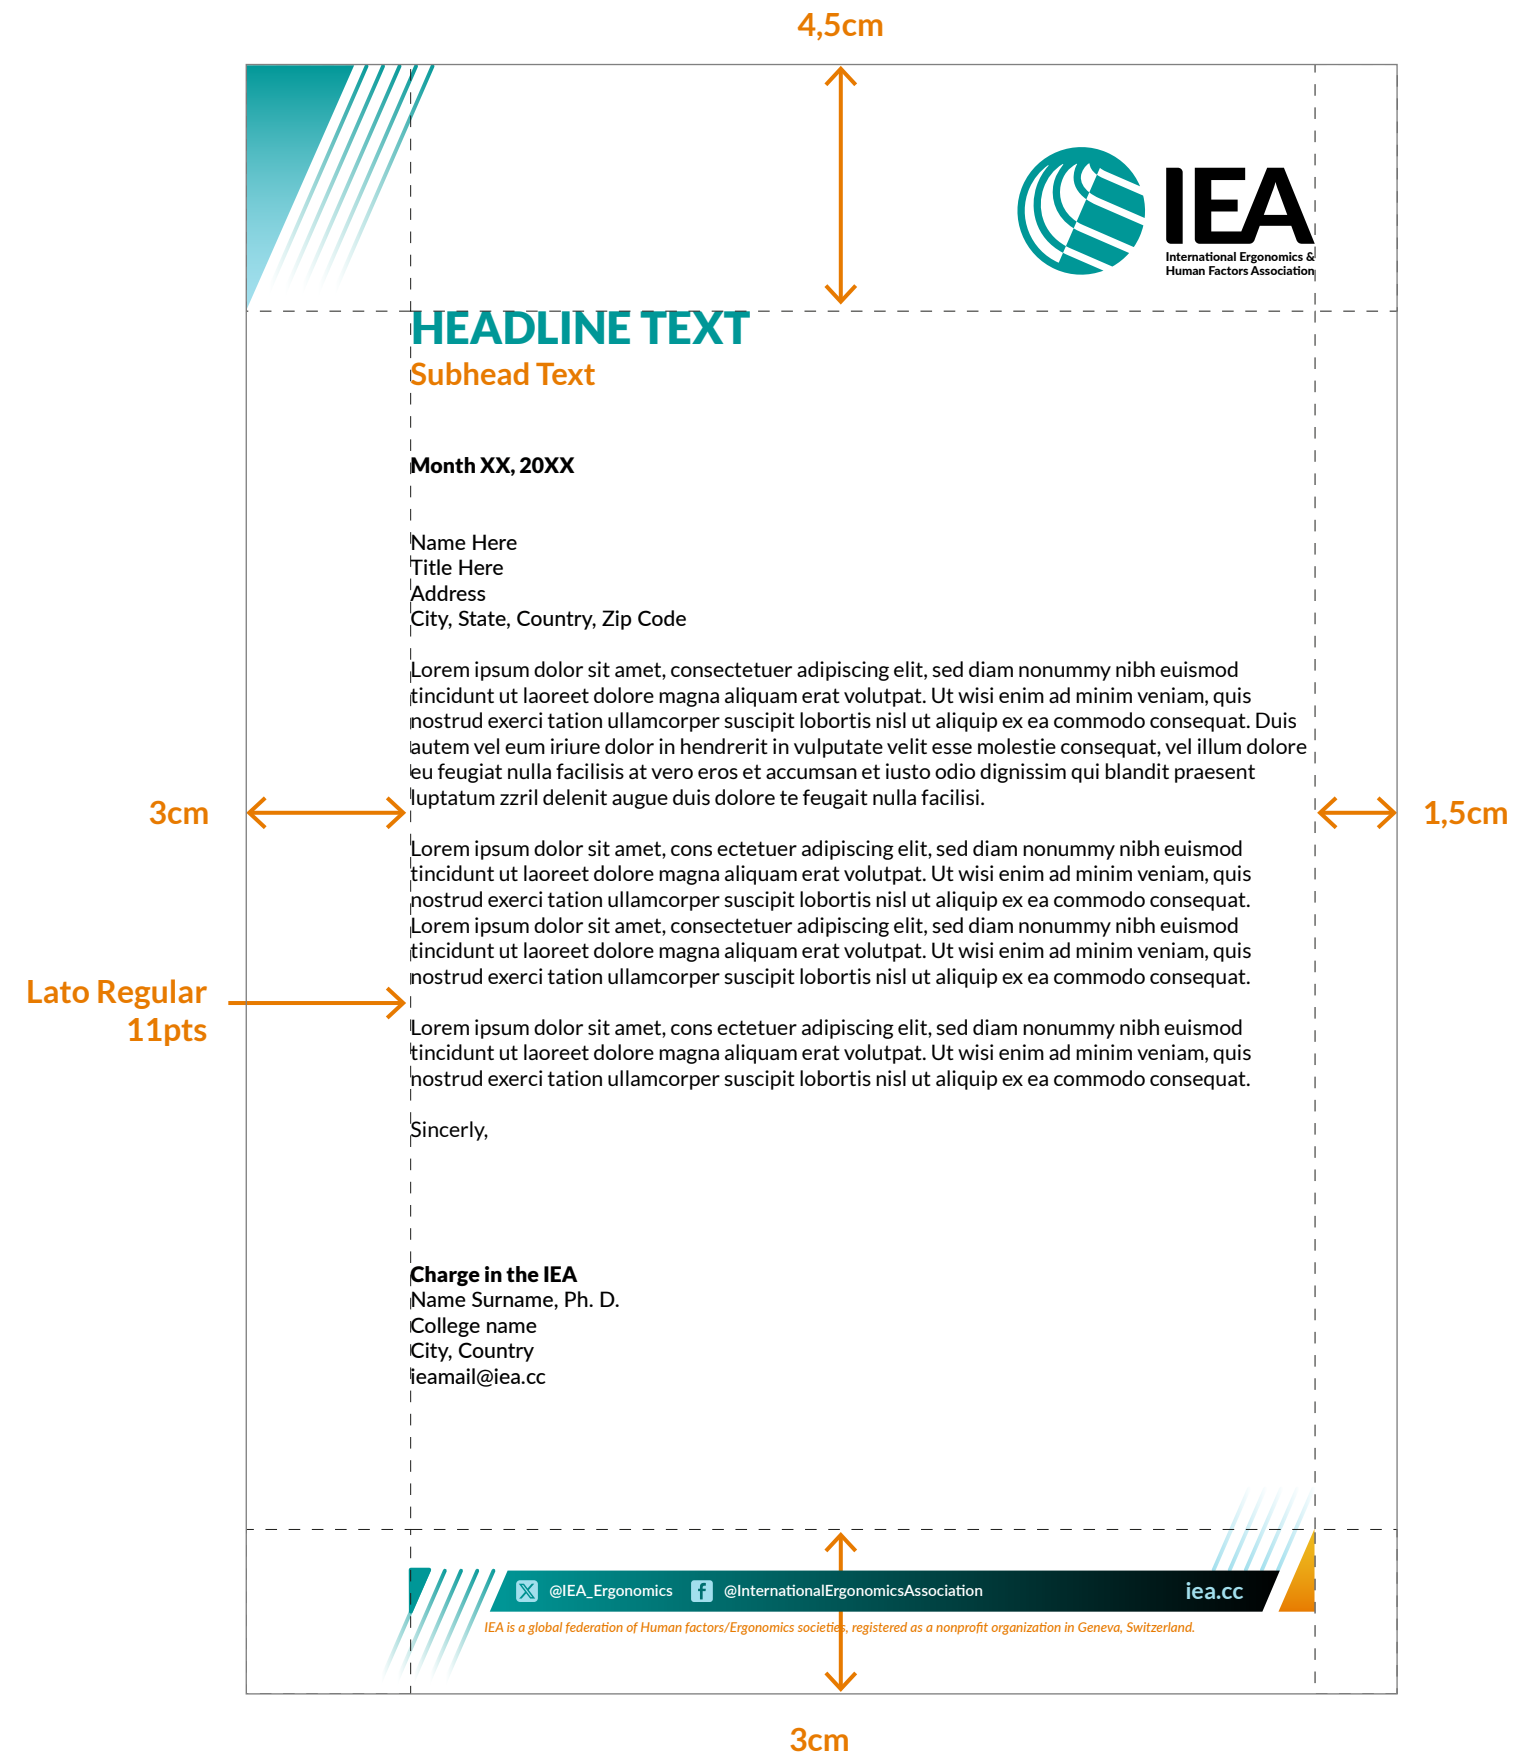 4,5cm
IEA
International Ergonomics &
Human Factors Association
HEADLINE TEXT
Subhead Text
Month XX, 20XX
Name Here
Title Here
Address
City, State, Country, Zip Code
Lorem ipsum dolor sit amet, consectetuer adipiscing elit, sed diam nonummy nibh euismod
tincidunt ut laoreet dolore magna aliquam erat volutpat. Ut wisi enim ad minim veniam, quis
nostrud exerci tation ullamcorper suscipit lobortis nisl ut aliquip ex ea commodo consequat. Duis
autem vel eum iriure dolor in hendrerit in vulputate velit esse molestie consequat, vel illum dolore
eu feugiat nulla facilisis at vero eros et accumsan et iusto odio dignissim qui blandit praesent
luptatum zzril delenit augue duis dolore te feugait nulla facilisi.
3cm
1,5cm
Lorem ipsum dolor sit amet, cons ectetuer adipiscing elit, sed diam nonummy nibh euismod
tincidunt ut laoreet dolore magna aliquam erat volutpat. Ut wisi enim ad minim veniam, quis
nostrud exerci tation ullamcorper suscipit lobortis nisl ut aliquip ex ea commodo consequat.
Lorem ipsum dolor sit amet, consectetuer adipiscing elit, sed diam nonummy nibh euismod
tincidunt ut laoreet dolore magna aliquam erat volutpat. Ut wisi enim ad minim veniam, quis
nostrud exerci tation ullamcorper suscipit lobortis nisl ut aliquip ex ea commodo consequat.
Lato Regular
11pts
Lorem ipsum dolor sit amet, cons ectetuer adipiscing elit, sed diam nonummy nibh euismod
tincidunt ut laoreet dolore magna aliquam erat volutpat. Ut wisi enim ad minim veniam, quis
nostrud exerci tation ullamcorper suscipit lobortis nisl ut aliquip ex ea commodo consequat.
Sincerly,
Charge in the IEA
Name Surname, Ph. D.
College name
City, Country
ieamail@iea.cc
@IEA_Ergonomics @InternationalErgonomicsAssociation iea.cc
IEA is a global federation of Human factors/Ergonomics societies, registered as a nonprofit organization in Geneva, Switzerland.
3cm